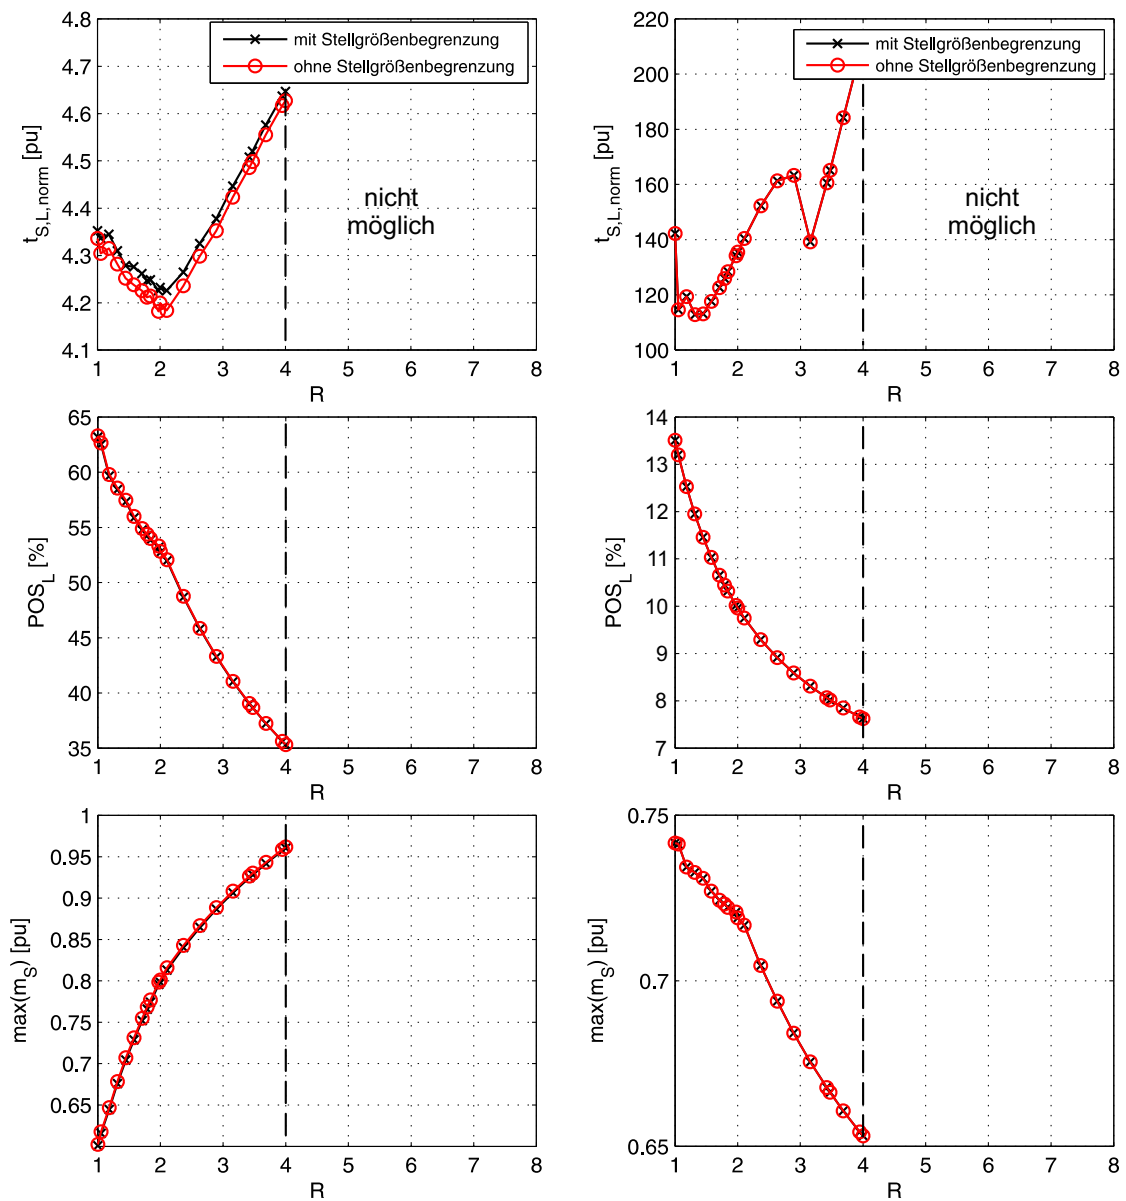 4.8
4.7
4.6
4.5
4.4
4.3
4.2
4.1
t_S,L,norm [pu]
mit Stellgrößenbegrenzung
ohne Stellgrößenbegrenzung
nicht
möglich
1 2 3 4 5 6 7 8
R
220
200
180
160
140
120
100
t_S,L,norm [pu]
mit Stellgrößenbegrenzung
ohne Stellgrößenbegrenzung
nicht
möglich
1 2 3 4 5 6 7 8
R
65
60
55
50
45
40
35
POS_L [%]
1 2 3 4 5 6 7 8
R
14
13
12
11
10
9
8
7
POS_L [%]
1 2 3 4 5 6 7 8
R
1
0.95
0.9
0.85
0.8
0.75
0.7
0.65
max(m_S) [pu]
1 2 3 4 5 6 7 8
R
0.75
0.7
0.65
max(m_S) [pu]
1 2 3 4 5 6 7 8
R